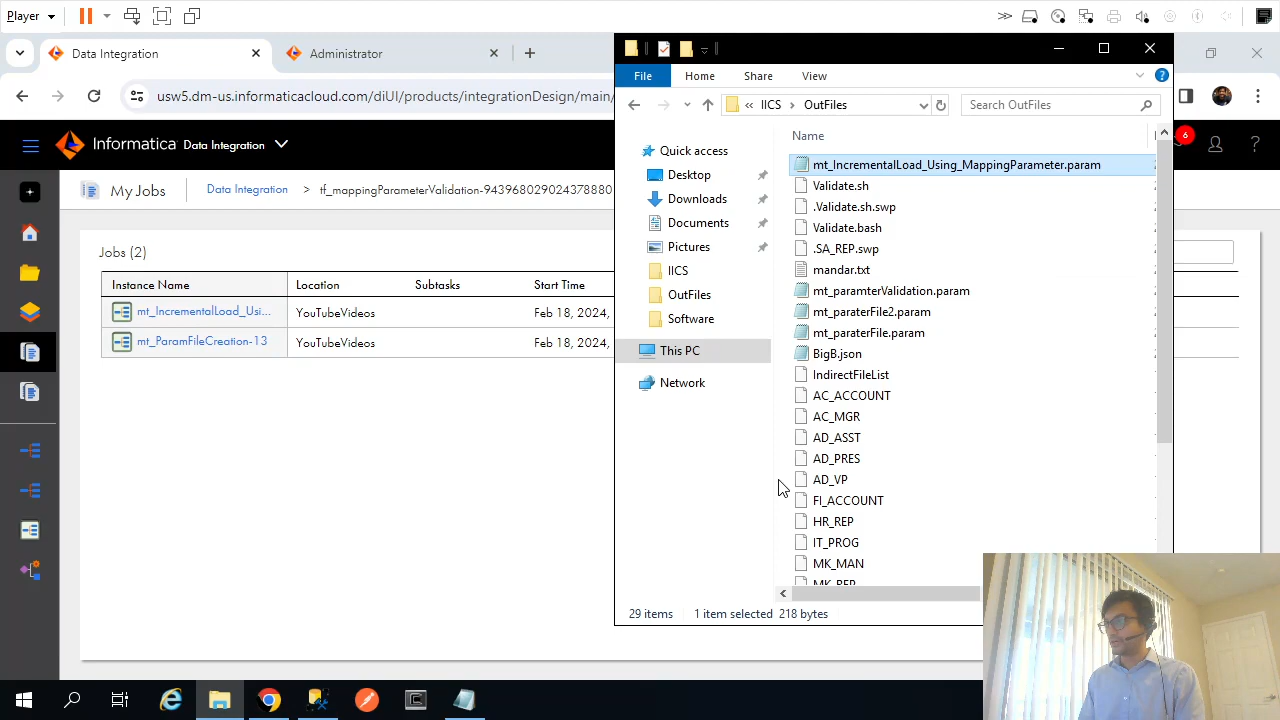 Player
Data Integration
Administrator
usw5.dm-us.informaticacloud.com/diUI/products/integrationDesign/main/
Informatica Data Integration
6
My Jobs
Data Integration > tf_mappingParameterValidation-943968029024378880
Jobs (2)
Instance Name Location Subtasks Start Time
mt_IncrementalLoad_Usi... YouTubeVideos Feb 18, 2024,
mt_ParamFileCreation-13 YouTubeVideos Feb 18, 2024,
File Home Share View
« IICS > OutFiles
Search OutFiles
Quick access
Desktop
Downloads
Documents
Pictures
IICS
OutFiles
Software
This PC
Network
Name
mt_IncrementalLoad_Using_MappingParameter.param
Validate.sh
.Validate.sh.swp
Validate.bash
.SA_REP.swp
mandar.txt
mt_paramterValidation.param
mt_paraterFile2.param
mt_paraterFile.param
BigB.json
IndirectFileList
AC_ACCOUNT
AC_MGR
AD_ASST
AD_PRES
AD_VP
FI_ACCOUNT
HR_REP
IT_PROG
MK_MAN
MK_REP
29 items 1 item selected 218 bytes